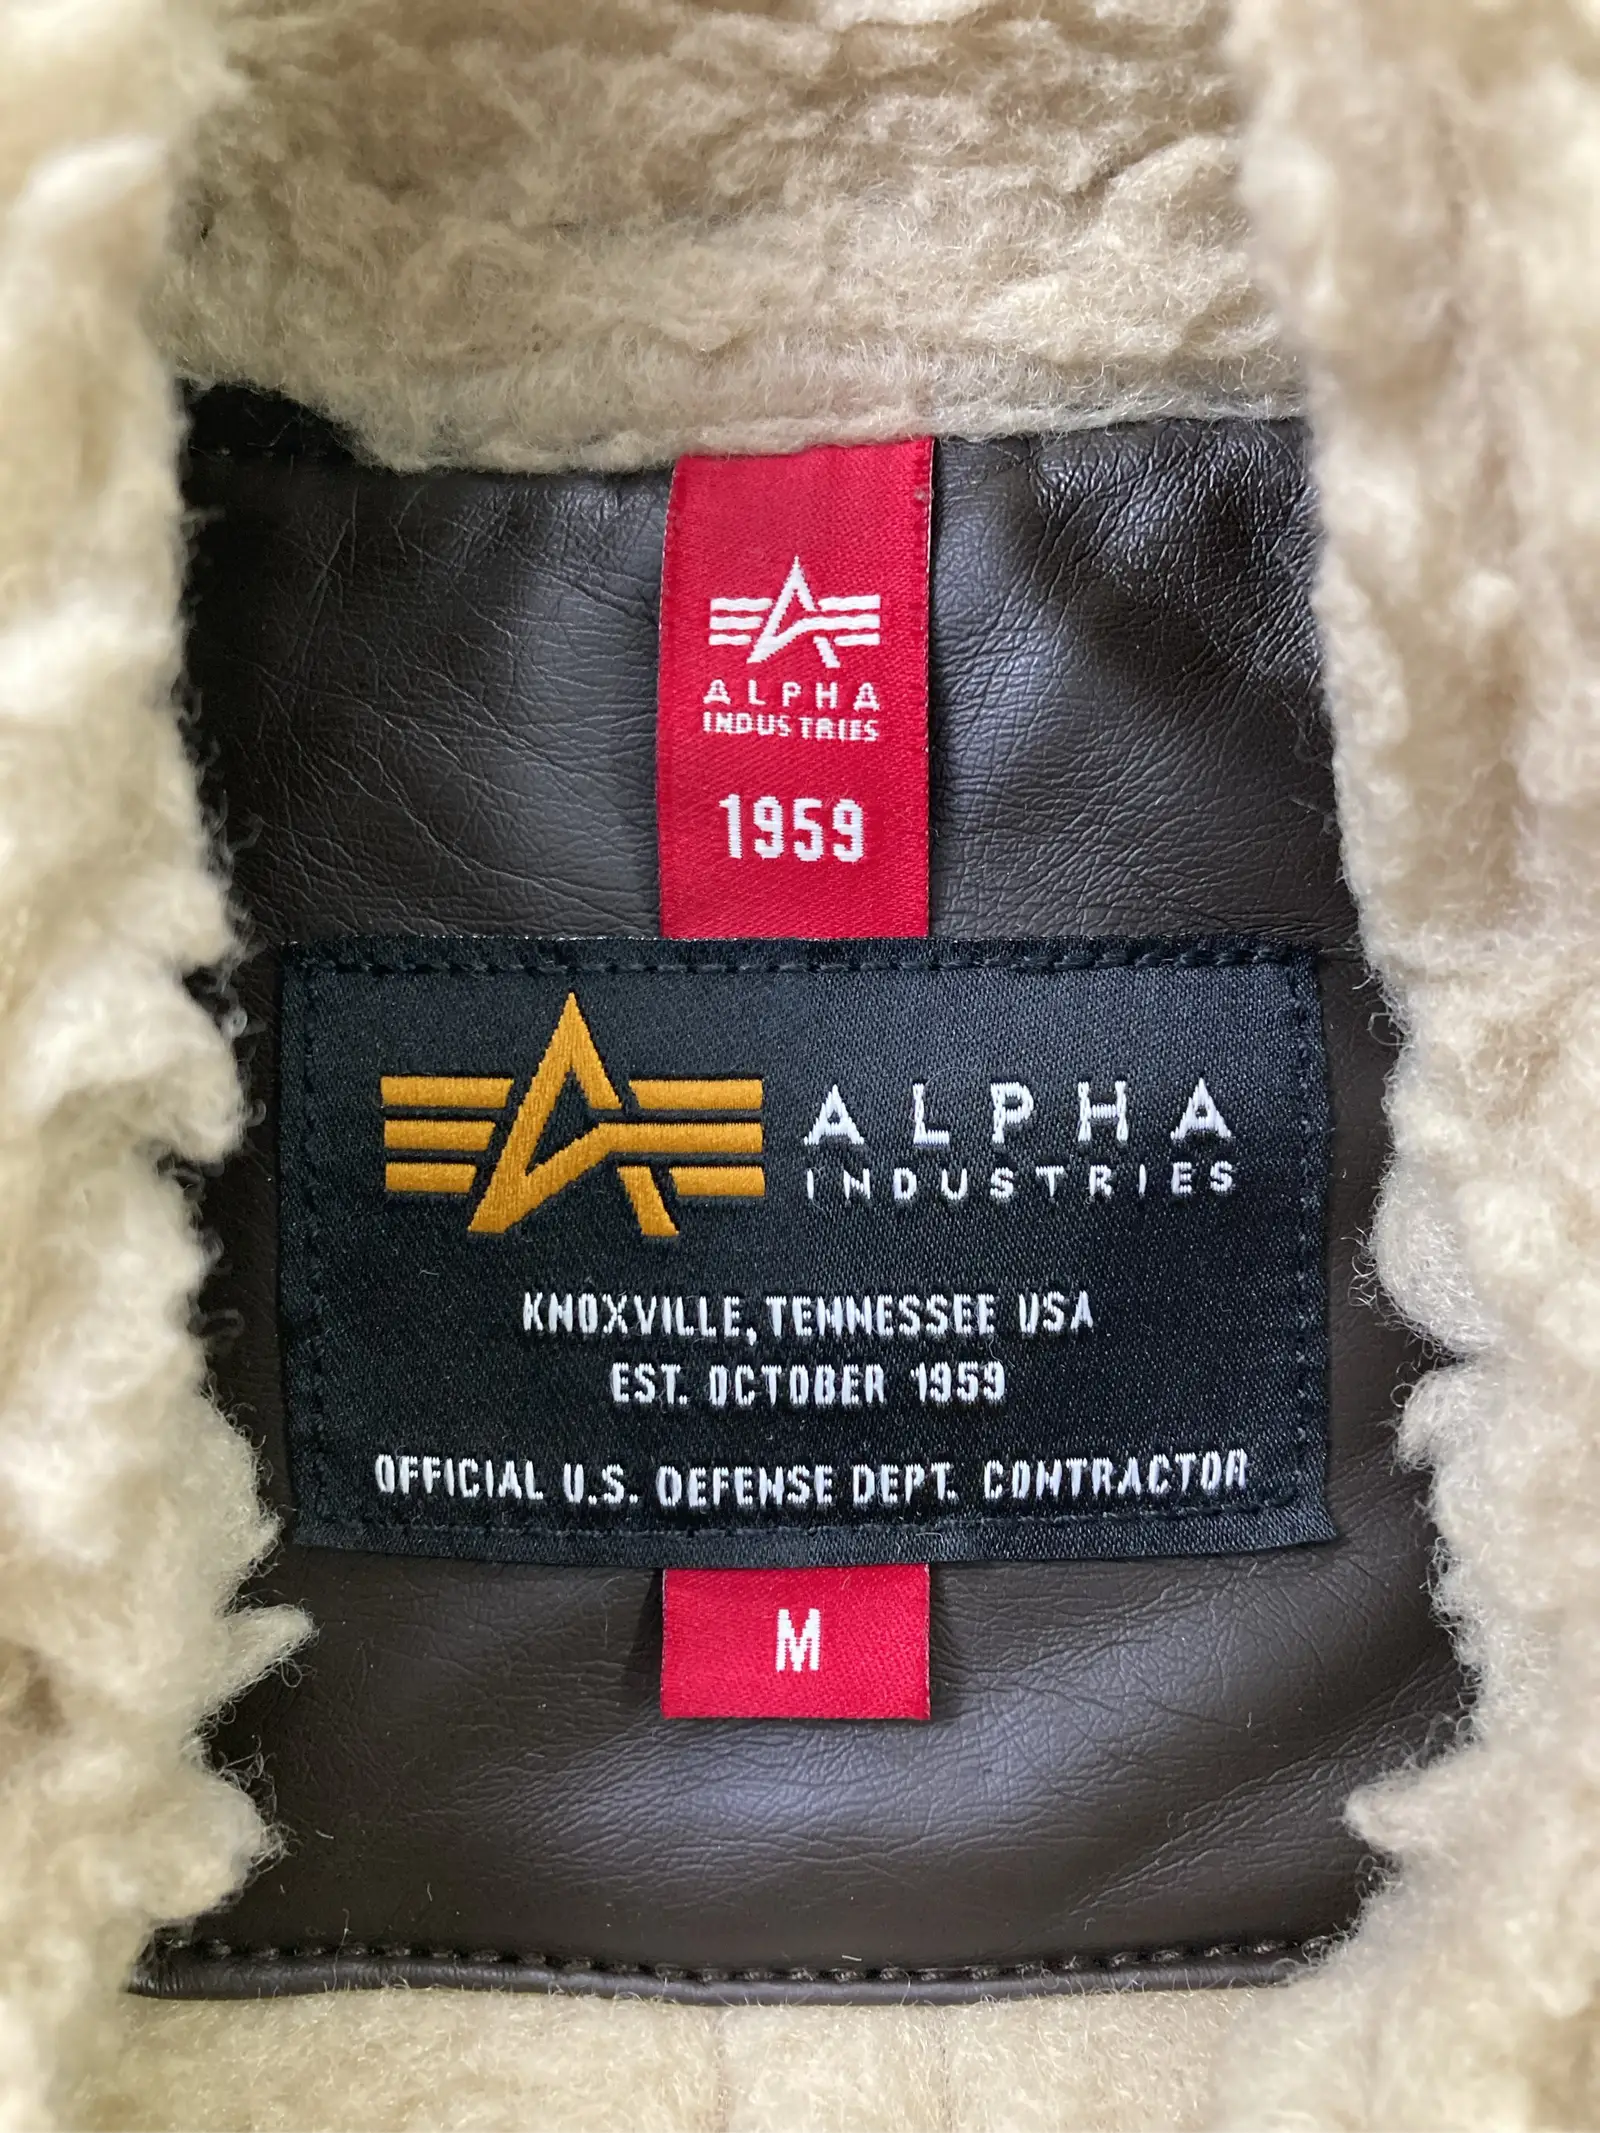 ALPHA
INDUSTRIES
1959
ALPHA
INDUSTRIES
KNOXVILLE, TENNESSEE USA
EST. OCTOBER 1959
OFFICIAL U.S. DEFENSE DEPT. CONTRACTOR
M